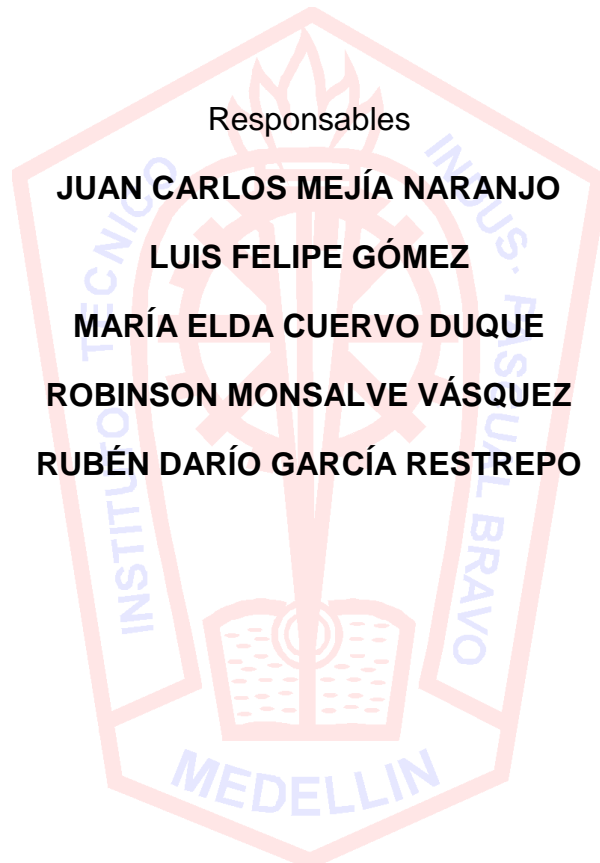 Responsables
JUAN CARLOS MEJÍA NARANJO
LUIS FELIPE GÓMEZ
MARÍA ELDA CUERVO DUQUE
ROBINSON MONSALVE VÁSQUEZ
RUBÉN DARÍO GARCÍA RESTREPO
INSTITUTO TECNICO
INDUS. PASCUAL BRAVO
MEDELLIN